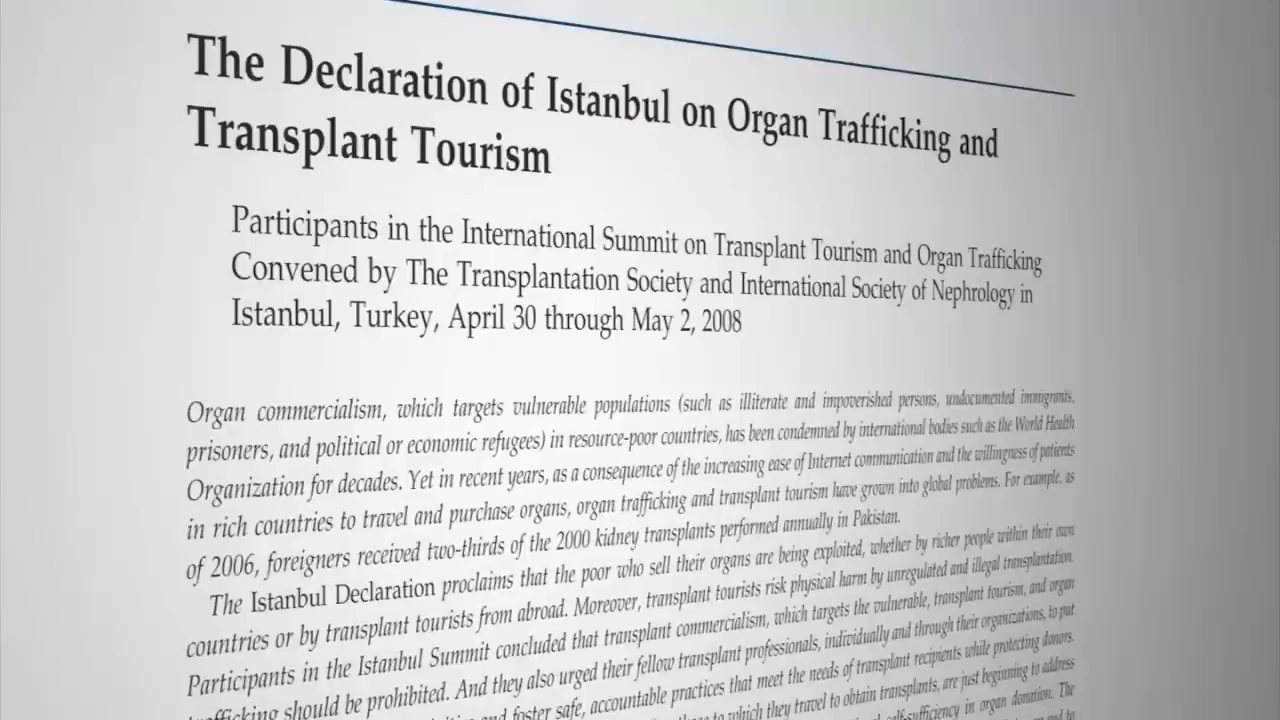 The Declaration of Istanbul on Organ Trafficking and
Transplant Tourism
Participants in the International Summit on Transplant Tourism and Organ Trafficking
Convened by The Transplantation Society and International Society of Nephrology in
Istanbul, Turkey, April 30 through May 2, 2008
Organ commercialism, which targets vulnerable populations (such as illiterate and impoverished persons, undocumented immigrants,
prisoners, and political or economic refugees) in resource-poor countries, has been condemned by international bodies such as the World Health
Organization for decades. Yet in recent years, as a consequence of the increasing ease of Internet communication and the willingness of patients
in rich countries to travel and purchase organs, organ trafficking and transplant tourism have grown into global problems. For example, as
of 2006, foreigners received two-thirds of the 2000 kidney transplants performed annually in Pakistan.
The Istanbul Declaration proclaims that the poor who sell their organs are being exploited, whether by richer people within their own
countries or by transplant tourists from abroad. Moreover, transplant tourists risk physical harm by unregulated and illegal transplantation.
Participants in the Istanbul Summit concluded that transplant commercialism, which targets the vulnerable, transplant tourism, and organ
trafficking should be prohibited. And they also urged their fellow transplant professionals, individually and through their organizations, to put
and foster safe, accountable practices that meet the needs of transplant recipients while protecting donors.
to which they travel to obtain transplants, are just beginning to address
self-sufficiency in organ donation. The
and to